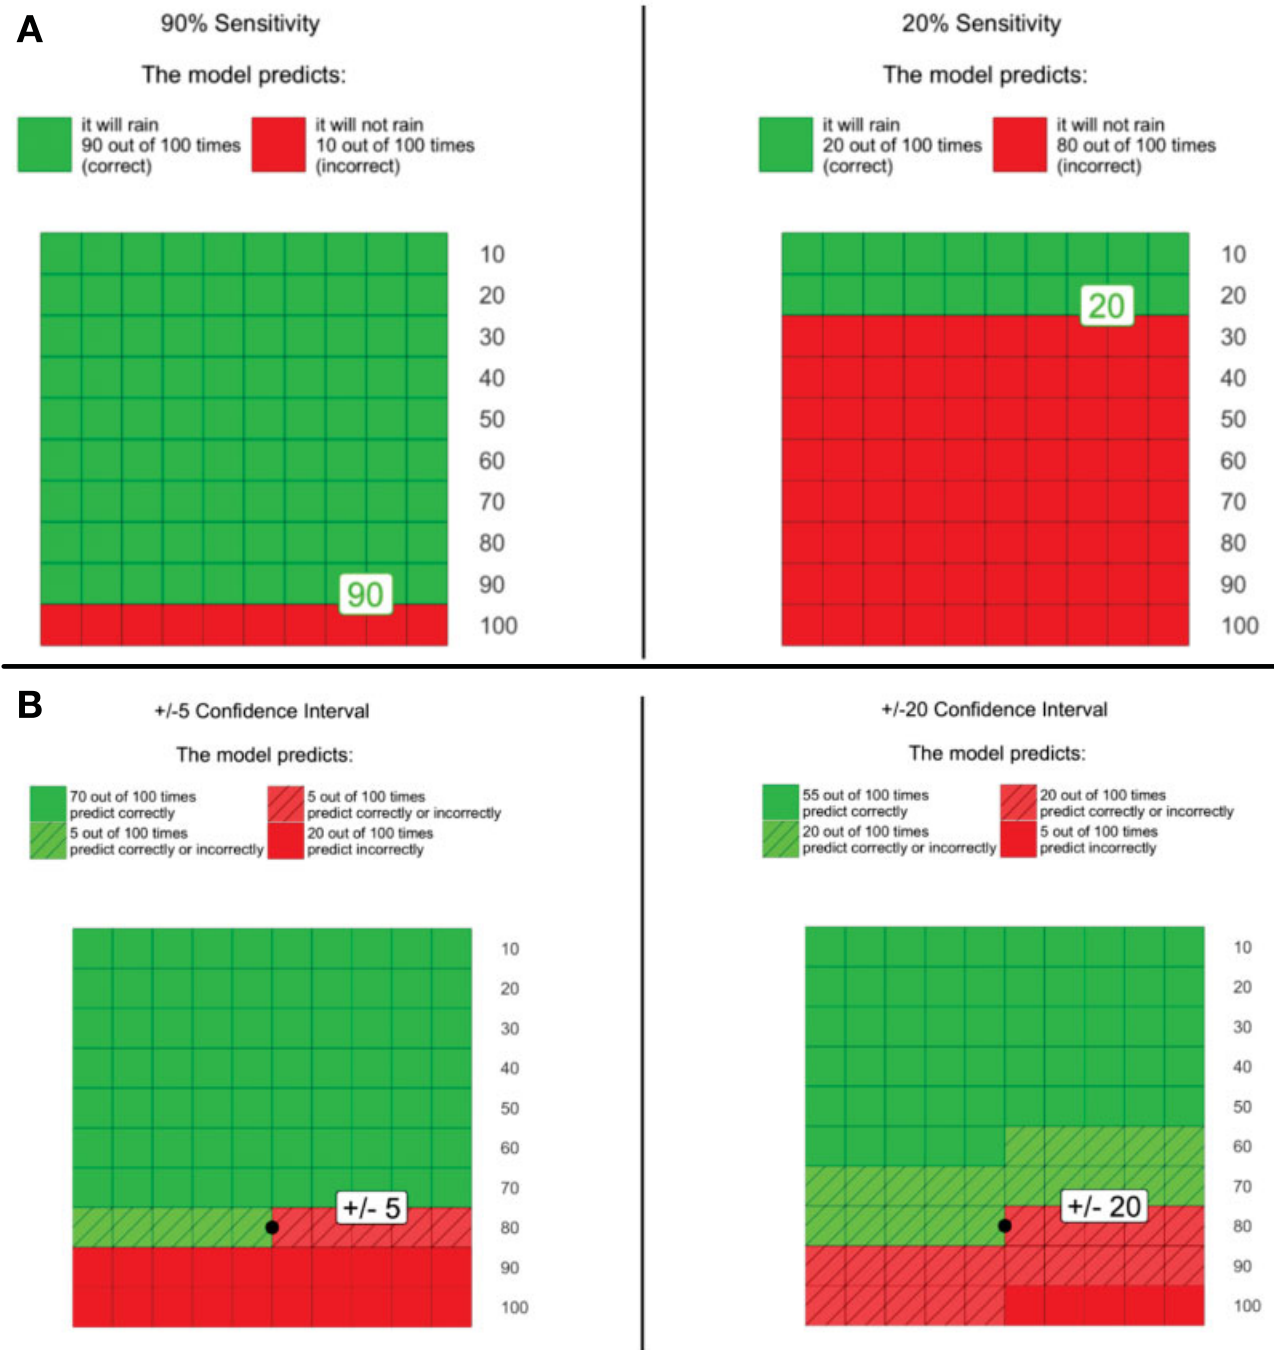 A
90% Sensitivity
The model predicts:
it will rain
90 out of 100 times
(correct)
it will not rain
10 out of 100 times
(incorrect)
10
20
30
40
50
60
70
80
90
100
90
20% Sensitivity
The model predicts:
it will rain
20 out of 100 times
(correct)
it will not rain
80 out of 100 times
(incorrect)
10
20
30
40
50
60
70
80
90
100
20
B
+/-5 Confidence Interval
The model predicts:
70 out of 100 times
predict correctly
5 out of 100 times
predict correctly or incorrectly
5 out of 100 times
predict correctly or incorrectly
20 out of 100 times
predict incorrectly
10
20
30
40
50
60
70
80
90
100
+/- 5
+/-20 Confidence Interval
The model predicts:
55 out of 100 times
predict correctly
20 out of 100 times
predict correctly or incorrectly
20 out of 100 times
predict correctly or incorrectly
5 out of 100 times
predict incorrectly
10
20
30
40
50
60
70
80
90
100
+/- 20